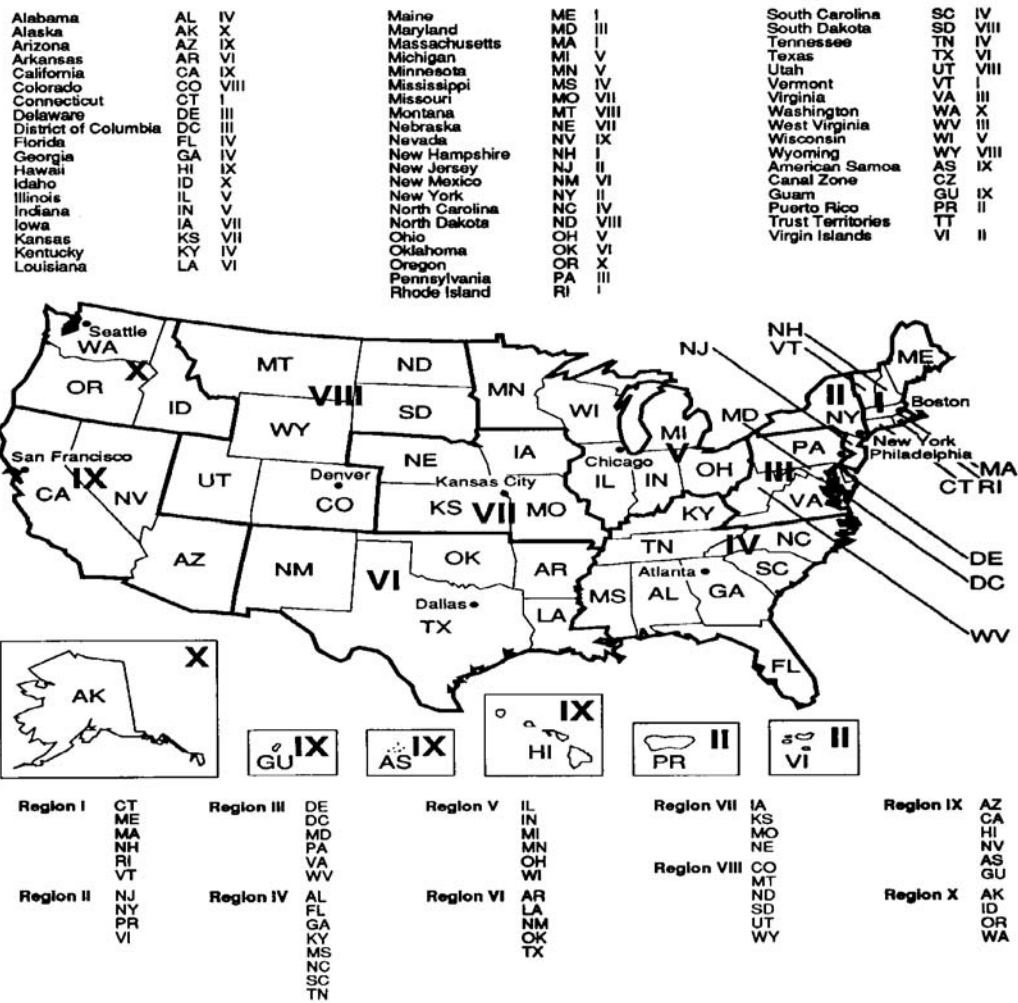 Alabama AL IV
Alaska AK X
Arizona AZ IX
Arkansas AR VI
California CA IX
Colorado CO VIII
Connecticut CT I
Delaware DE III
District of Columbia DC III
Florida FL IV
Georgia GA IV
Hawaii HI IX
Idaho ID X
Illinois IL V
Indiana IN V
Iowa IA VII
Kansas KS VII
Kentucky KY IV
Louisiana LA VI
Maine ME I
Maryland MD III
Massachusetts MA I
Michigan MI V
Minnesota MN V
Mississippi MS IV
Missouri MO VII
Montana MT VIII
Nebraska NE VII
Nevada NV IX
New Hampshire NH I
New Jersey NJ II
New Mexico NM VI
New York NY II
North Carolina NC IV
North Dakota ND VIII
Ohio OH V
Oklahoma OK VI
Oregon OR X
Pennsylvania PA III
Rhode Island RI I
South Carolina SC IV
South Dakota SD VIII
Tennessee TN IV
Texas TX VI
Utah UT VIII
Vermont VT I
Virginia VA III
Washington WA X
West Virginia WV III
Wisconsin WI V
Wyoming WY VIII
American Samoa AS IX
Canal Zone CZ
Guam GU IX
Puerto Rico PR II
Trust Territories TT
Virgin Islands VI II
Seattle
WA
OR
X
ID
MT
VIII
WY
ND
SD
MN
WI
MI
V
NJ
NH
VT
MD
ME
II
NY
I
Boston
New York
Philadelphia
MA
CT RI
PA
III
VA
DE
DC
WV
San Francisco
IX
CA
NV
UT
Denver
CO
NE
IA
Kansas City
KS
VII
MO
Chicago
IL
IN
OH
KY
TN
IV
NC
SC
Atlanta
MS
AL
GA
FL
AZ
NM
VI
OK
Dallas
TX
AR
LA
X
AK
IX
GU
IX
AS
IX
HI
II
PR
II
VI
Region I CT
ME
MA
NH
RI
VT
Region II NJ
NY
PR
VI
Region III DE
DC
MD
PA
VA
WV
Region IV AL
FL
GA
KY
MS
NC
SC
TN
Region V IL
IN
MI
MN
OH
WI
Region VI AR
LA
NM
OK
TX
Region VII IA
KS
MO
NE
Region VIII CO
MT
ND
SD
UT
WY
Region IX AZ
CA
HI
NV
AS
GU
Region X AK
ID
OR
WA